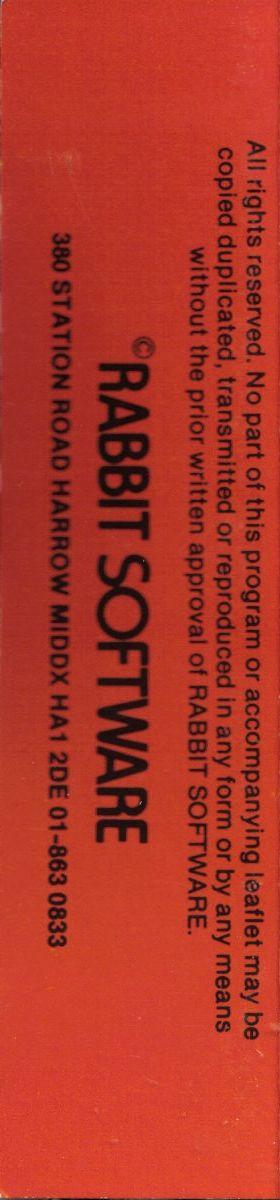 All rights reserved. No part of this program or accompanying leaflet may be
copied duplicated, transmitted or reproduced in any form or by any means
without the prior written approval of RABBIT SOFTWARE.
© RABBIT SOFTWARE
380 STATION ROAD HARROW MIDDX HA1 2DE 01-863 0833